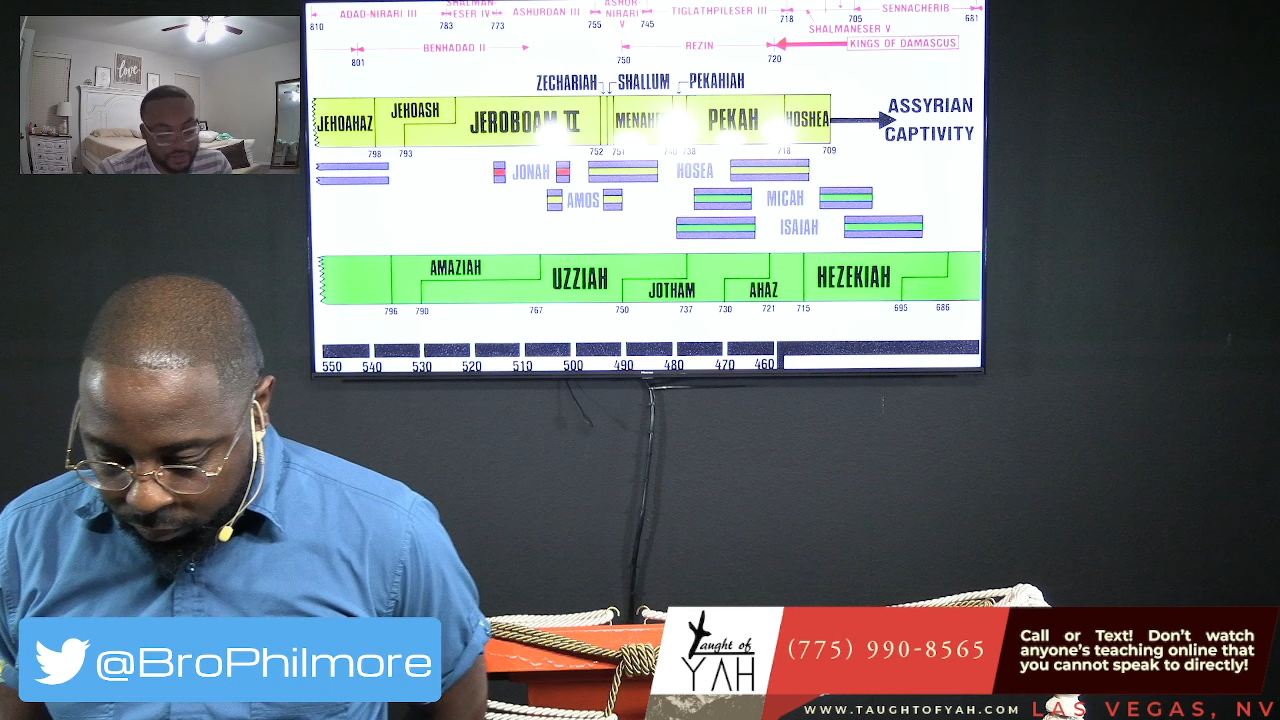 love
ADAD-NIRARI III
SHALMAN-
ESER IV
ASHURDAN III
ASHUR-
NIRARI
V
TIGLATHPILESER III
SENNACHERIB
810
783
773
755
745
718
SHALMANESER V
705
681
BENHADAD II
REZIN
KINGS OF DAMASCUS
801
750
720
ZECHARIAH
SHALLUM
PEKAHIAH
JEHOAHAZ
JEHOASH
JEROBOAM II
PEKAH
HOSHEA
ASSYRIAN
CAPTIVITY
798
793
752
751
738
718
709
JONAH
HOSEA
AMOS
MICAH
ISAIAH
AMAZIAH
UZZIAH
JOTHAM
AHAZ
HEZEKIAH
796
790
767
750
737
730
721
715
695
686
550
540
530
520
510
500
490
480
470
460
Hisense
@BroPhilmore
taught of
YAH
(775) 990-8565
Call or Text! Don't watch
anyone's teaching online that
you cannot speak to directly!
WWW.TAUGHTOFYAH.COM
LAS VEGAS, NV